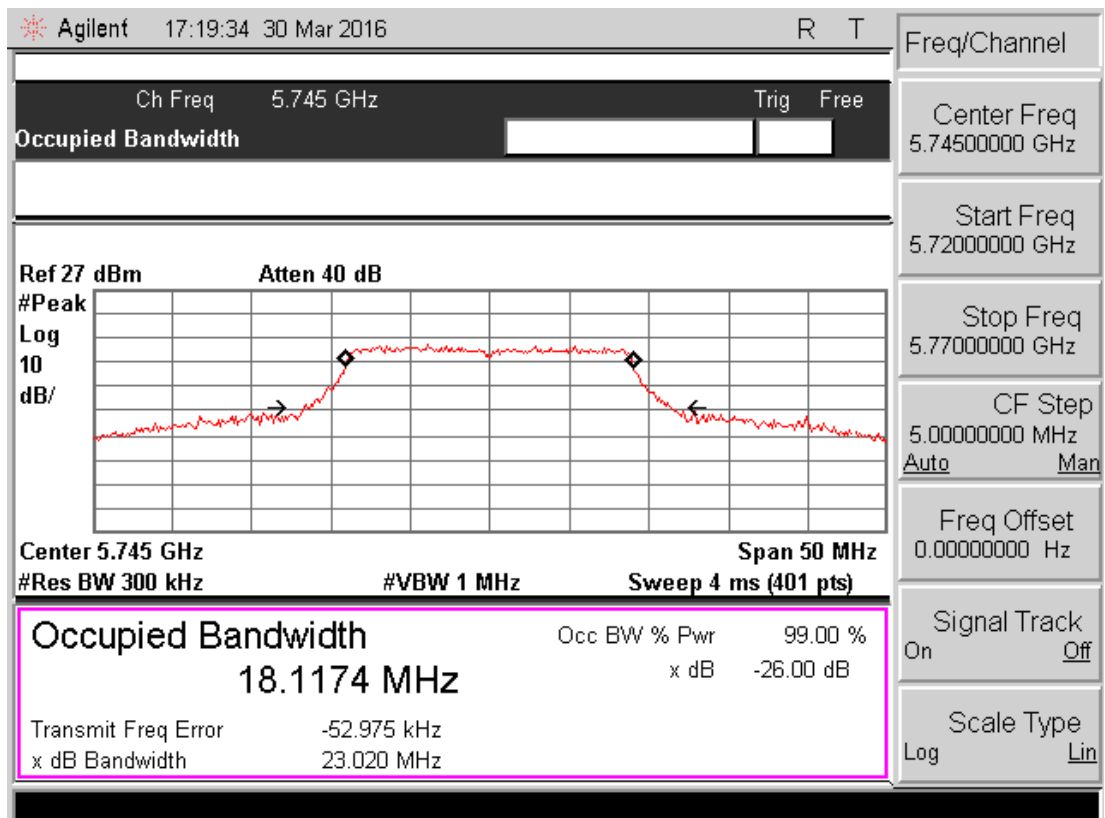 Agilent 17:19:34 30 Mar 2016 R T
Ch Freq 5.745 GHz Trig Free
Occupied Bandwidth
Ref 27 dBm Atten 40 dB
#Peak
Log
10
dB/
Center 5.745 GHz Span 50 MHz
#Res BW 300 kHz #VBW 1 MHz Sweep 4 ms (401 pts)
Occupied Bandwidth Occ BW % Pwr 99.00 %
18.1174 MHz x dB -26.00 dB
Transmit Freq Error -52.975 kHz
x dB Bandwidth 23.020 MHz
Freq/Channel
Center Freq
5.74500000 GHz
Start Freq
5.72000000 GHz
Stop Freq
5.77000000 GHz
CF Step
5.00000000 MHz
Auto Man
Freq Offset
0.00000000 Hz
Signal Track
On Off
Scale Type
Log Lin